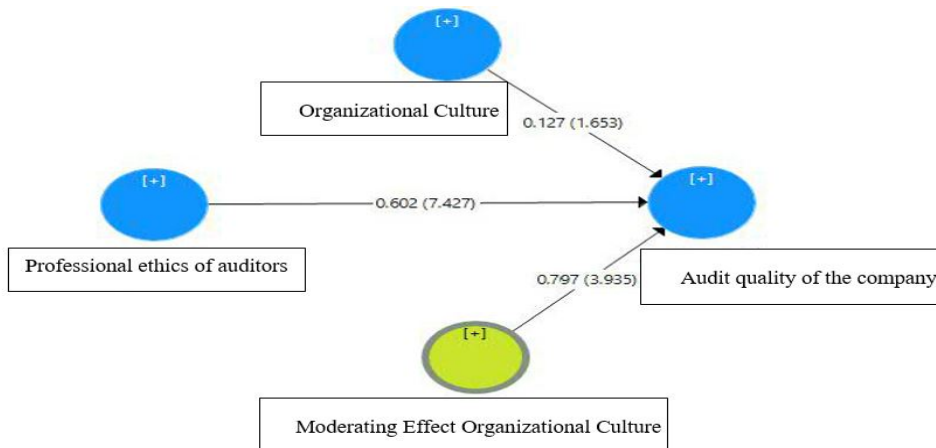 [+]
Organizational Culture
0.127 (1.653)
[+]
[+]
0.602 (7.427)
Professional ethics of auditors
Audit quality of the company
0.797 (3.935)
[+]
Moderating Effect Organizational Culture